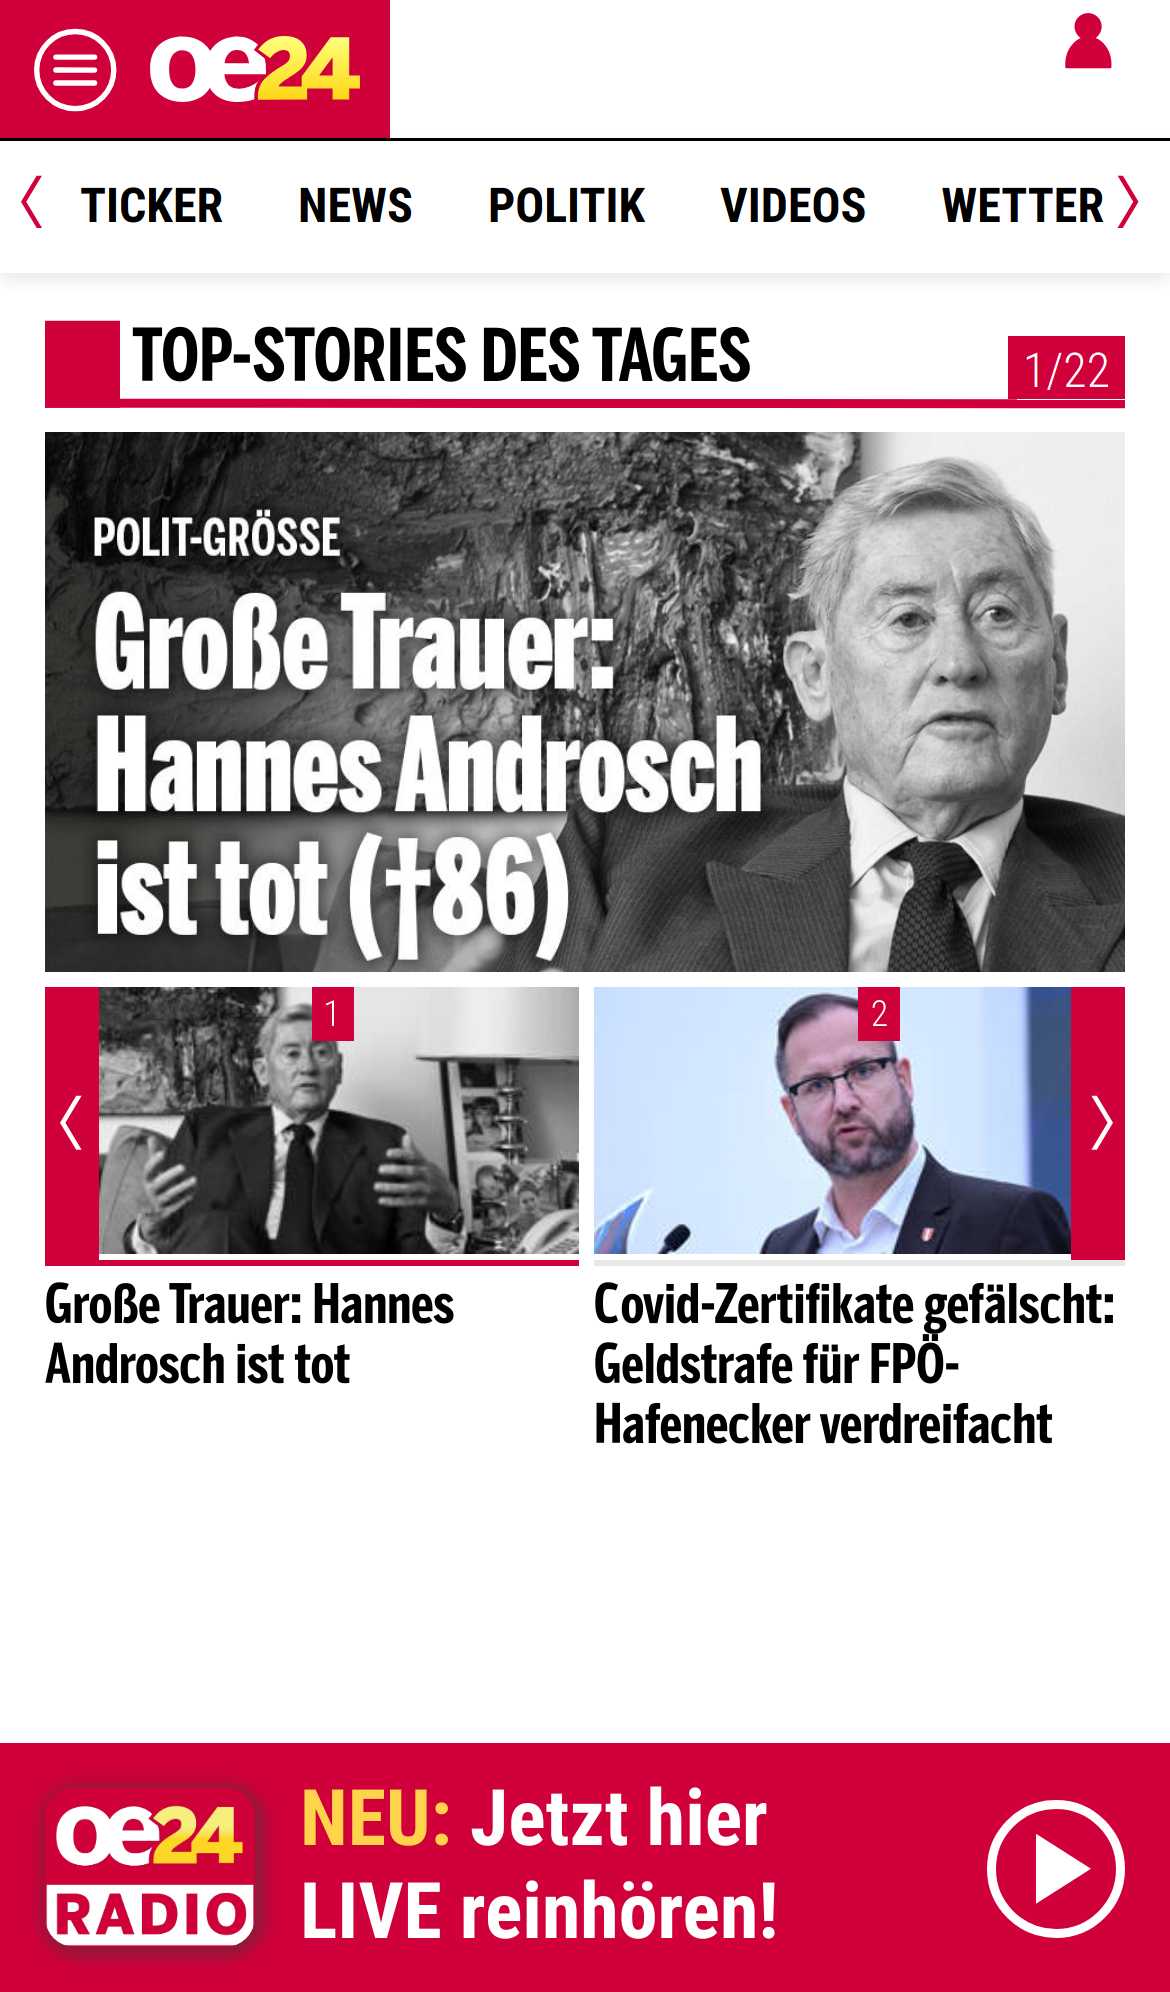 oe24
TICKER NEWS POLITIK VIDEOS WETTER
TOP-STORIES DES TAGES
1/22
POLIT-GRÖSSE
Große Trauer:
Hannes Androsch
ist tot (†86)
1
Große Trauer: Hannes
Androsch ist tot
2
Covid-Zertifikate gefälscht:
Geldstrafe für FPÖ-
Hafenecker verdreifacht
oe24
RADIO
NEU: Jetzt hier
LIVE reinhören!